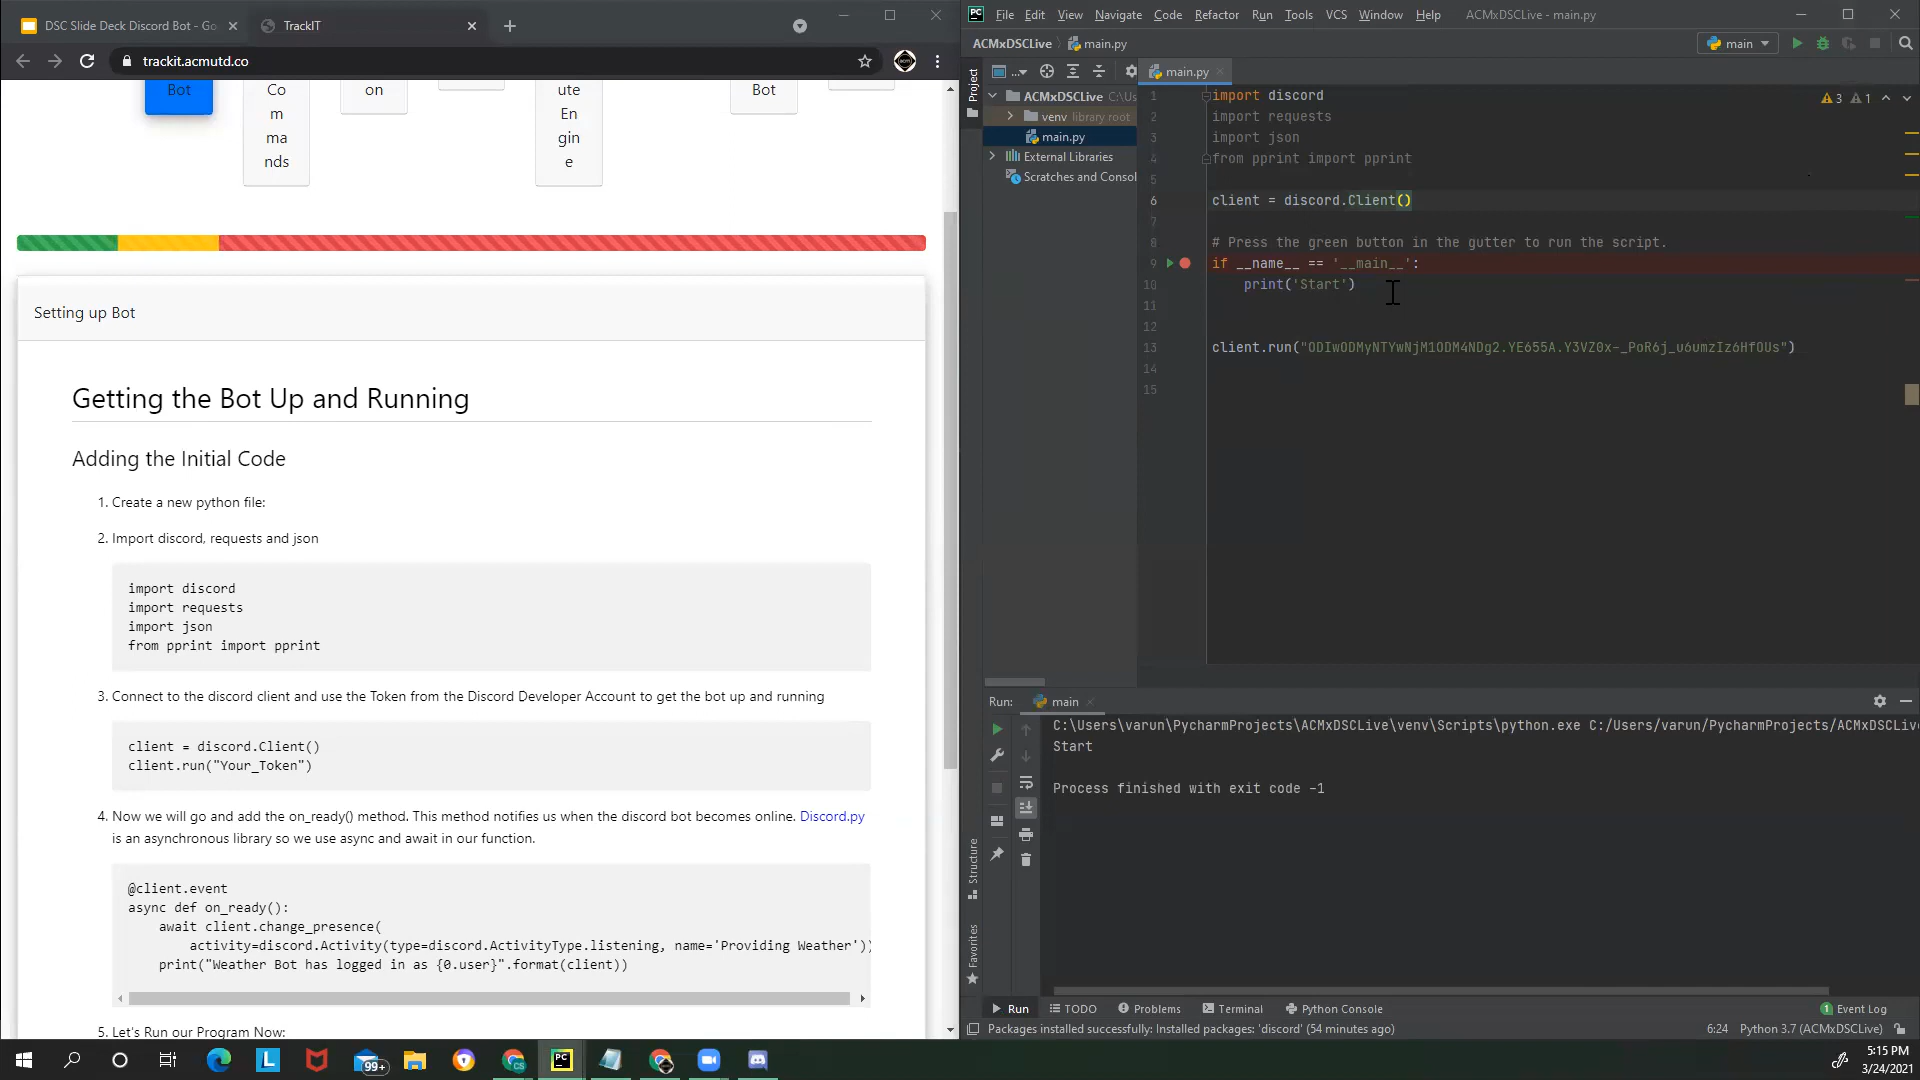 DSC Slide Deck Discord Bot - Go
TrackIT
trackit.acmutd.co
Bot
Co
m
ma
nds
on
ute
En
gin
e
Bot
Setting up Bot
Getting the Bot Up and Running
Adding the Initial Code
1. Create a new python file:
2. Import discord, requests and json
import discord
import requests
import json
from pprint import pprint
3. Connect to the discord client and use the Token from the Discord Developer Account to get the bot up and running
client = discord.Client()
client.run("Your_Token")
4. Now we will go and add the on_ready() method. This method notifies us when the discord bot becomes online. Discord.py
is an asynchronous library so we use async and await in our function.
@client.event
async def on_ready():
await client.change_presence(
activity=discord.Activity(type=discord.ActivityType.listening, name='Providing Weather'))
print("Weather Bot has logged in as {0.user}".format(client))
5. Let's Run our Program Now:
File Edit View Navigate Code Refactor Run Tools VCS Window Help ACMxDSCLive - main.py
ACMxDSCLive main.py
main
Project
...
main.py
ACMxDSCLive C:\Us
venv library root
main.py
External Libraries
Scratches and Consol
3 1
1 import discord
2 import requests
3 import json
4 from pprint import pprint
5
6 client = discord.Client()
7
8 # Press the green button in the gutter to run the script.
9 if __name__ == '__main__':
10 print('Start')
11
12
13 client.run("ODIwODMyNTYwNjM1ODM4NDg2.YE655A.Y3VZ0x-_PoR6j_u6umzIz6HfOUs")
14
15
Run: main
C:\Users\varun\PycharmProjects\ACMxDSCLive\venv\Scripts\python.exe C:/Users/varun/PycharmProjects/ACMxDSCLiv
Start
Process finished with exit code -1
Structure
Favorites
Run TODO Problems Terminal Python Console
1 Event Log
Packages installed successfully: Installed packages: 'discord' (54 minutes ago)
6:24 Python 3.7 (ACMxDSCLive)
99+
5:15 PM
3/24/2021